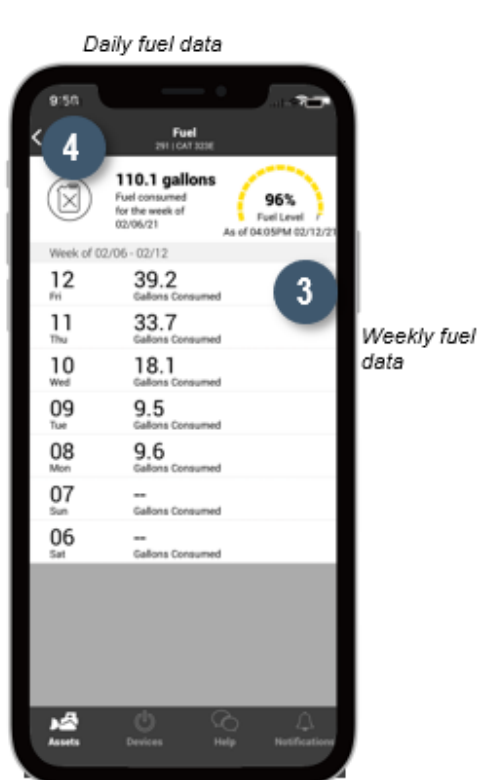 Daily fuel data
9:50
4
Fuel
291 | CAT 323E
110.1 gallons
Fuel consumed
for the week of
02/06/21
96%
Fuel Level
As of 04:05PM 02/12/21
Week of 02/06 - 02/12
3
12
Fri
39.2
Gallons Consumed
11
Thu
33.7
Gallons Consumed
10
Wed
18.1
Gallons Consumed
09
Tue
9.5
Gallons Consumed
08
Mon
9.6
Gallons Consumed
07
Sun
--
Gallons Consumed
06
Sat
--
Gallons Consumed
Weekly fuel
data
Assets
Devices
Help
Notifications